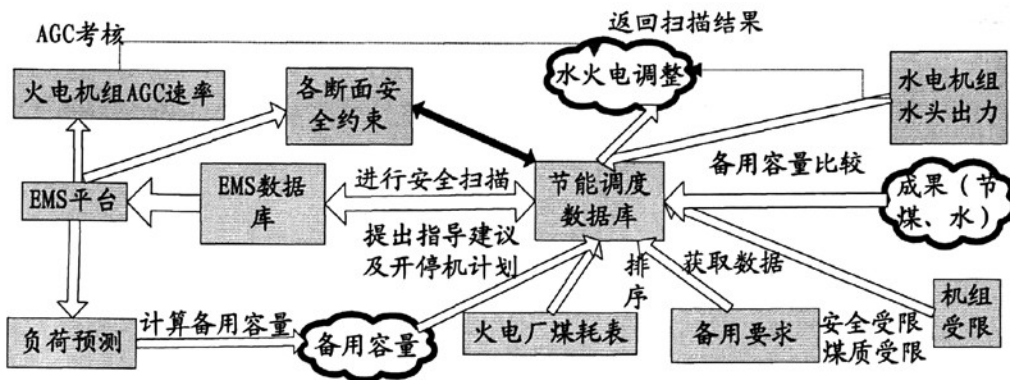 AGC考核
返回扫描结果
火电机组AGC速率
各断面安
全约束
水火电调整
水电机组
水头出力
备用容量比较
EMS平台
EMS数据
库
进行安全扫描
节能调度
数据库
成果（节
煤、水）
提出指导建议
及开停机计划
排
序
获取数据
负荷预测
计算备用容量
备用容量
火电厂煤耗表
备用要求
安全受限
煤质受限
机组
受限